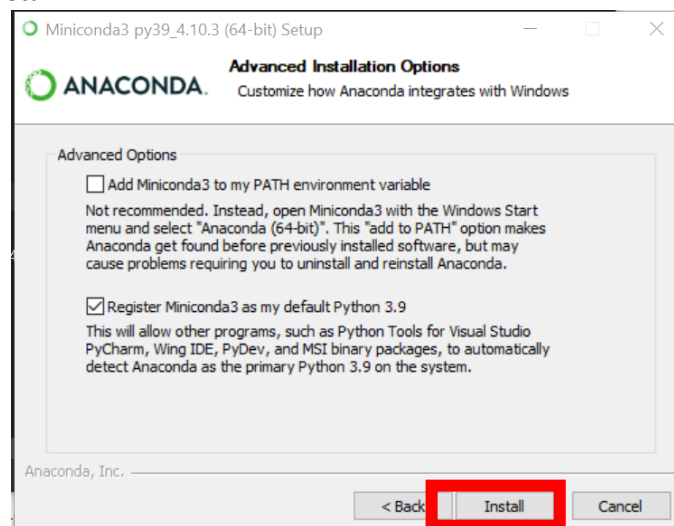 Miniconda3 py39_4.10.3 (64-bit) Setup
ANACONDA.
Advanced Installation Options
Customize how Anaconda integrates with Windows
Advanced Options
Add Miniconda3 to my PATH environment variable
Not recommended. Instead, open Miniconda3 with the Windows Start
menu and select "Anaconda (64-bit)". This "add to PATH" option makes
Anaconda get found before previously installed software, but may
cause problems requiring you to uninstall and reinstall Anaconda.
Register Miniconda3 as my default Python 3.9
This will allow other programs, such as Python Tools for Visual Studio
PyCharm, Wing IDE, PyDev, and MSI binary packages, to automatically
detect Anaconda as the primary Python 3.9 on the system.
Anaconda, Inc.
< Back
Install
Cancel